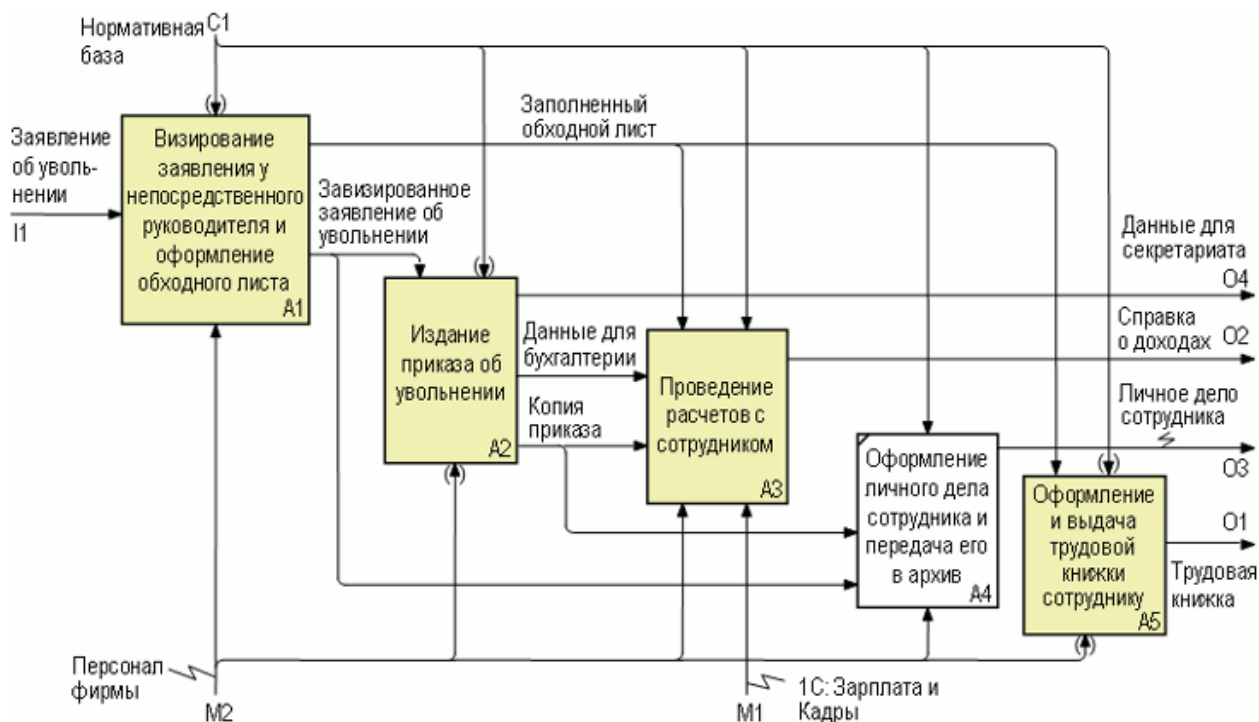 Нормативная
база
C1
Заявление
об уволь-
нении
I1
Визирование
заявления у
непосредственного
руководителя и
оформление
обходного листа
A1
Заполненный
обходной лист
Завизированное
заявление об
увольнении
Издание
приказа об
увольнении
A2
Данные для
бухгалтерии
Копия
приказа
Проведение
расчетов с
сотрудником
A3
Оформление
личного дела
сотрудника и
передача его
в архив
A4
Оформление
и выдача
трудовой
книжки
сотруднику
A5
Данные для
секретариата
O4
Справка
о доходах
O2
Личное дело
сотрудника
O3
O1
Трудовая
книжка
Персонал
фирмы
M2
M1
1С: Зарплата и
Кадры